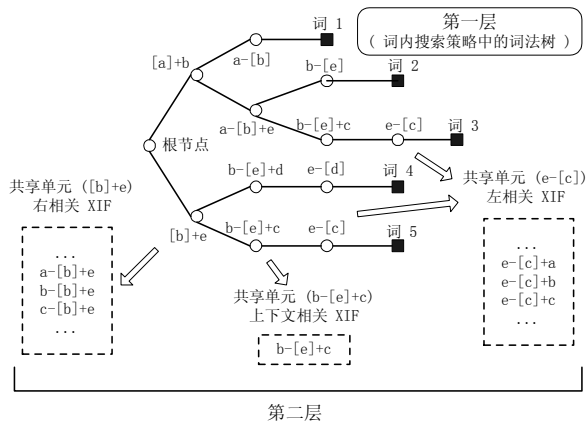 词 1
第一层
( 词内搜索策略中的词法树 )
[a]+b
a-[b]
b-[e]
词 2
a-[b]+e
b-[e]+c
e-[c]
词 3
根节点
共享单元 ([b]+e)
右相关 XIF
b-[e]+d
e-[d]
词 4
共享单元 (e-[c])
左相关 XIF
[b]+e
b-[e]+c
e-[c]
词 5
...
a-[b]+e
b-[b]+e
c-[b]+e
...
...
e-[c]+a
e-[c]+b
e-[c]+c
...
共享单元 (b-[e]+c)
上下文相关 XIF
b-[e]+c
第二层